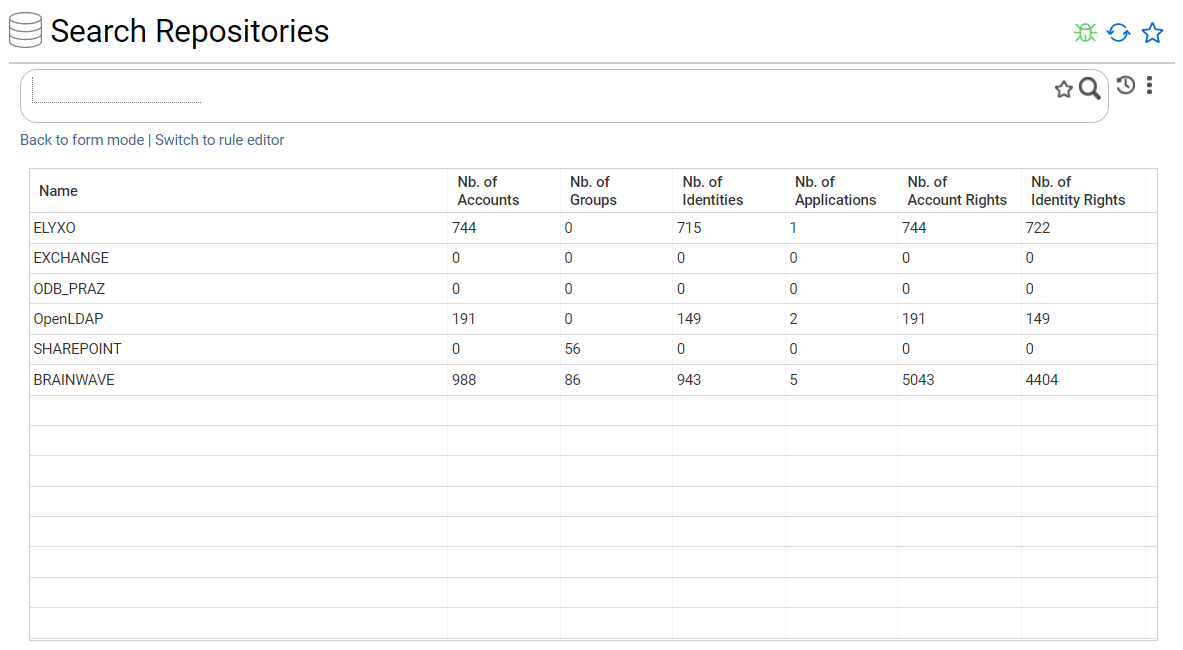 Search Repositories
Back to form mode | Switch to rule editor
Name Nb. of Accounts Nb. of Groups Nb. of Identities Nb. of Applications Nb. of Account Rights Nb. of Identity Rights
ELYXO 744 0 715 1 744 722
EXCHANGE 0 0 0 0 0 0
ODB_PRAZ 0 0 0 0 0 0
OpenLDAP 191 0 149 2 191 149
SHAREPOINT 0 56 0 0 0 0
BRAINWAVE 988 86 943 5 5043 4404